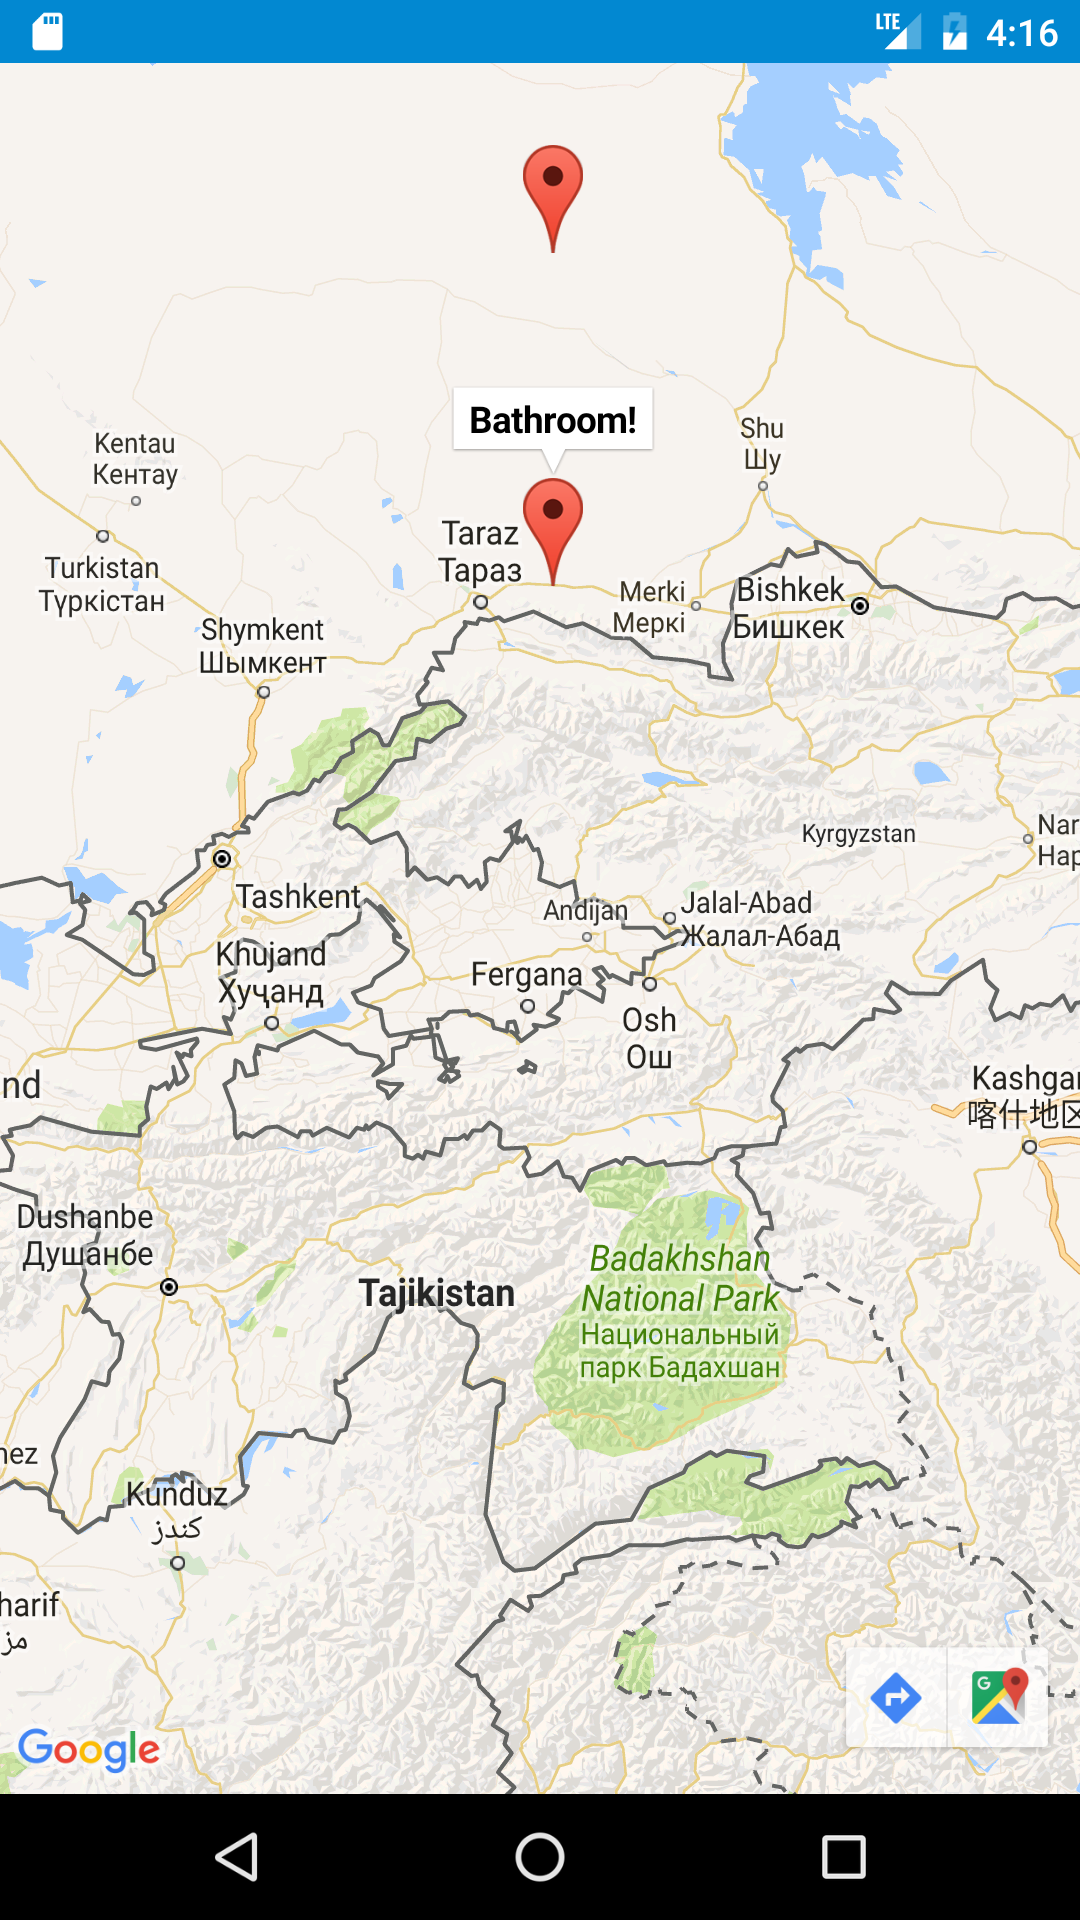 LTE 4:16
Bathroom!
Kentau
Кентау
Shu
Шу
Turkistan
Түркістан
Taraz
Тараз
Merki
Меркі
Bishkek
Бишкек
Shymkent
Шымкент
Kyrgyzstan
Nar
Нар
Tashkent
Andijan
Jalal-Abad
Жалал-Абад
Khujand
Хуҷанд
Fergana
Osh
Ош
nd
Kashgar
喀什地区
Dushanbe
Душанбе
Tajikistan
Badakhshan
National Park
Национальный
парк Бадахшан
nez
Kunduz
کندز
harif
مز
G
Google